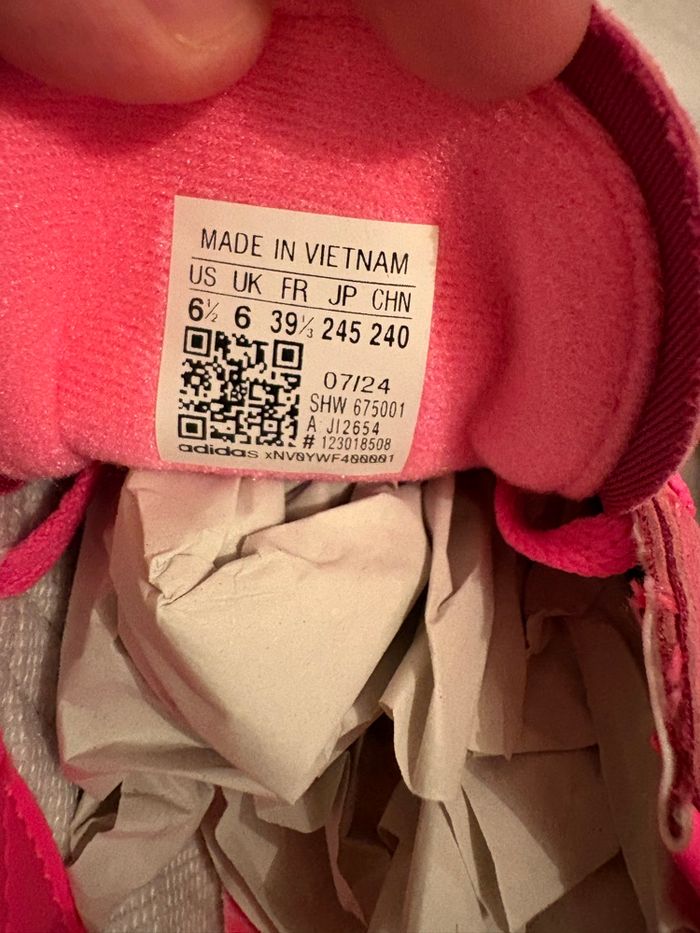 MADE IN VIETNAM
US UK FR JP CHN
6½ 6 39⅓ 245 240
07/24
SHW 675001
A JI2654
# 123018508
adidas xNV0YWF400001